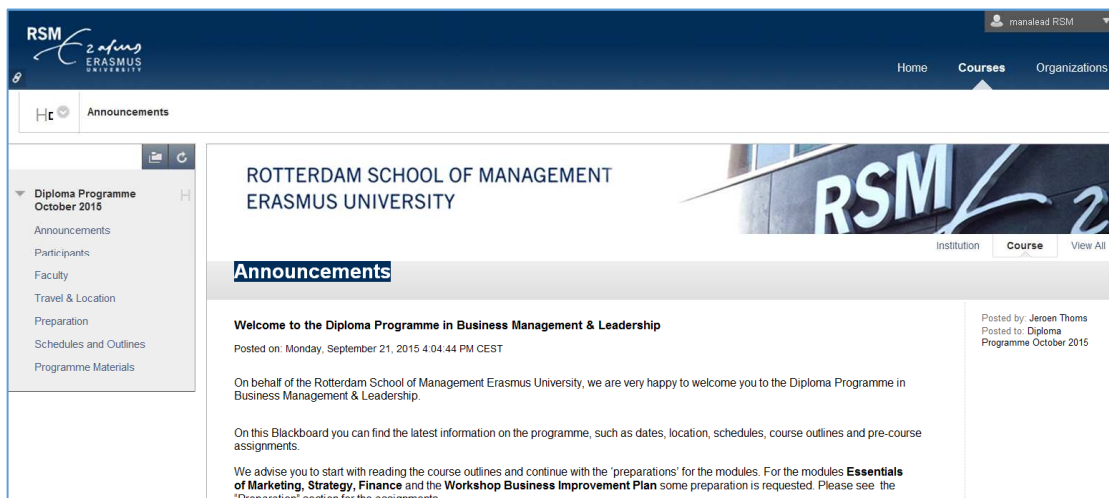 RSM
ERASMUS
UNIVERSITY
manalead RSM
Home Courses Organizations
Announcements
ROTTERDAM SCHOOL OF MANAGEMENT
ERASMUS UNIVERSITY
RSM
Diploma Programme
October 2015
Announcements
Participants
Faculty
Travel & Location
Preparation
Schedules and Outlines
Programme Materials
Institution Course View All
Announcements
Welcome to the Diploma Programme in Business Management & Leadership
Posted on: Monday, September 21, 2015 4:04:44 PM CEST
On behalf of the Rotterdam School of Management Erasmus University, we are very happy to welcome you to the Diploma Programme in
Business Management & Leadership.
On this Blackboard you can find the latest information on the programme, such as dates, location, schedules, course outlines and pre-course
assignments.
We advise you to start with reading the course outlines and continue with the 'preparations' for the modules. For the modules Essentials
of Marketing, Strategy, Finance and the Workshop Business Improvement Plan some preparation is requested. Please see the
"Preparation" section for the assignments.
Posted by: Jeroen Thoms
Posted to: Diploma
Programme October 2015